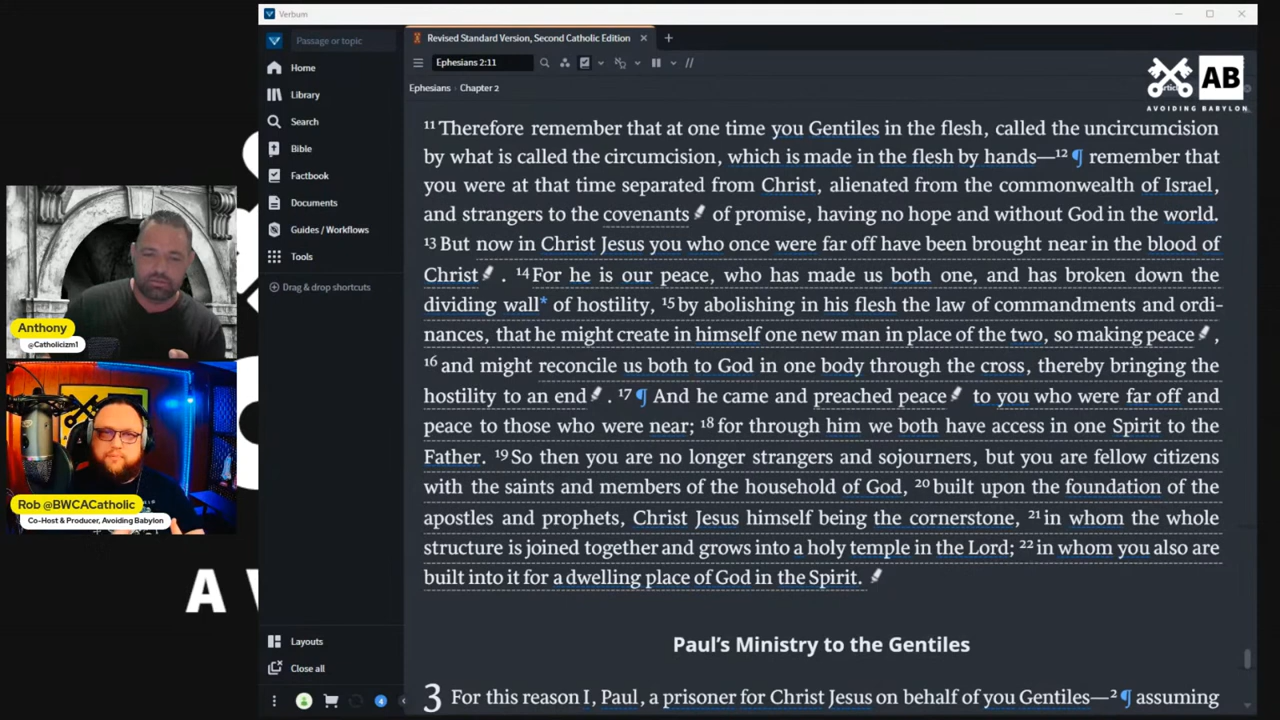 Verbum
Passage or topic
Home
Library
Search
Bible
Factbook
Documents
Guides / Workflows
Tools
Drag & drop shortcuts
Layouts
Close all
4
Revised Standard Version, Second Catholic Edition
Ephesians 2:11
Ephesians Chapter 2
AB
AVOIDING BABYLON
11 Therefore remember that at one time you Gentiles in the flesh, called the uncircumcision
by what is called the circumcision, which is made in the flesh by hands—12 ¶ remember that
you were at that time separated from Christ, alienated from the commonwealth of Israel,
and strangers to the covenants of promise, having no hope and without God in the world.
13 But now in Christ Jesus you who once were far off have been brought near in the blood of
Christ . 14 For he is our peace, who has made us both one, and has broken down the
dividing wall* of hostility, 15 by abolishing in his flesh the law of commandments and ordi-
nances, that he might create in himself one new man in place of the two, so making peace ,
16 and might reconcile us both to God in one body through the cross, thereby bringing the
hostility to an end . 17 ¶ And he came and preached peace to you who were far off and
peace to those who were near; 18 for through him we both have access in one Spirit to the
Father. 19 So then you are no longer strangers and sojourners, but you are fellow citizens
with the saints and members of the household of God, 20 built upon the foundation of the
apostles and prophets, Christ Jesus himself being the cornerstone, 21 in whom the whole
structure is joined together and grows into a holy temple in the Lord; 22 in whom you also are
built into it for a dwelling place of God in the Spirit.
Paul's Ministry to the Gentiles
3 For this reason I, Paul, a prisoner for Christ Jesus on behalf of you Gentiles—2 ¶ assuming
Anthony
@Catholicizm1
Rob @BWCACatholic
Co-Host & Producer, Avoiding Babylon
A